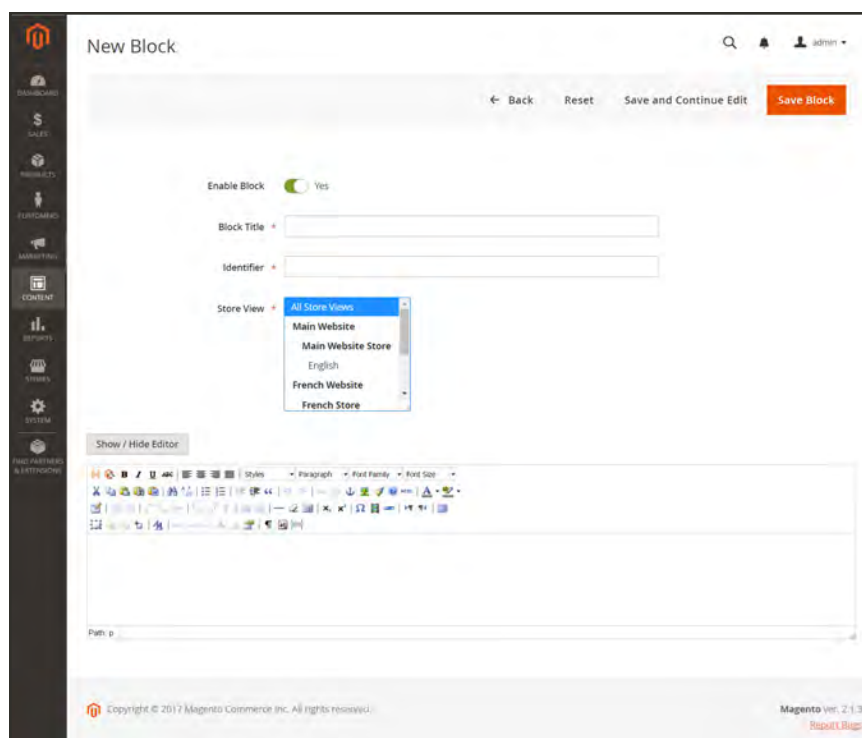 New Block
admin
DASHBOARD
SALES
PRODUCTS
CUSTOMERS
MARKETING
CONTENT
REPORTS
STORES
SYSTEM
FIND PARTNERS
& EXTENSIONS
← Back Reset Save and Continue Edit Save Block
Enable Block Yes
Block Title *
Identifier *
Store View * All Store Views
Main Website
Main Website Store
English
French Website
French Store
Show / Hide Editor
B I U ABC Styles Paragraph Font Family Font Size
Path: p
Copyright © 2017 Magento Commerce Inc. All rights reserved.
Magento ver. 2.1.3
Report Bugs